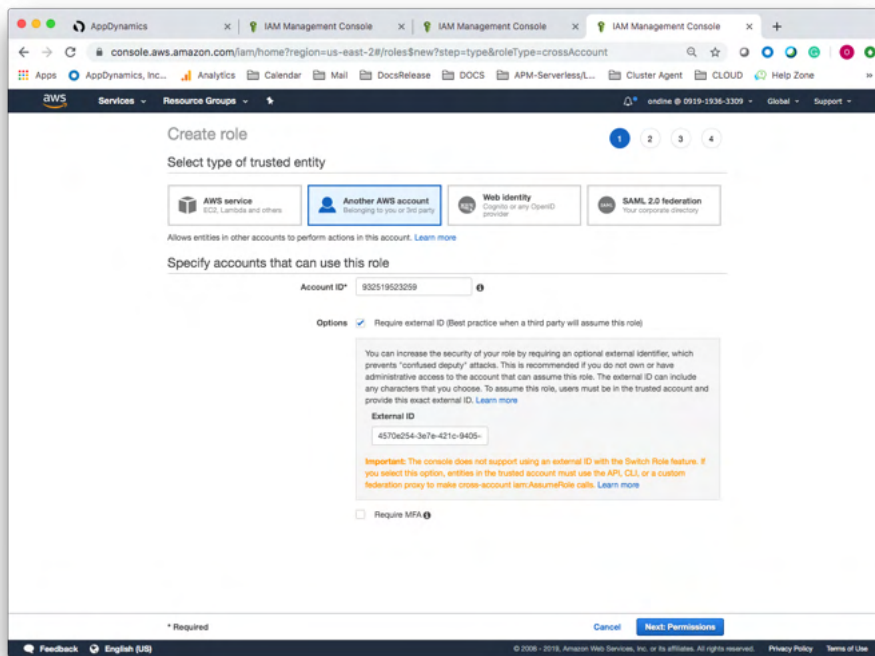 AppDynamics
IAM Management Console
IAM Management Console
IAM Management Console
console.aws.amazon.com/iam/home?region=us-east-2#/roles$new?step=type&roleType=crossAccount
Apps
AppDynamics, Inc...
Analytics
Calendar
Mail
DocsRelease
DOCS
APM-Serverless/L...
Cluster Agent
CLOUD
Help Zone
aws
Services
Resource Groups
ondine @ 0919-1936-3309
Global
Support
Create role
1
2
3
4
Select type of trusted entity
AWS service
EC2, Lambda and others
Another AWS account
Belonging to you or 3rd party
Web identity
Cognito or any OpenID
provider
SAML 2.0 federation
Your corporate directory
Allows entities in other accounts to perform actions in this account. Learn more
Specify accounts that can use this role
Account ID* 932519523259
Options Require external ID (Best practice when a third party will assume this role)
You can increase the security of your role by requiring an optional external identifier, which
prevents "confused deputy" attacks. This is recommended if you do not own or have
administrative access to the account that can assume this role. The external ID can include
any characters that you choose. To assume this role, users must be in the trusted account and
provide this exact external ID. Learn more
External ID
4570e254-3e7e-421c-9405-
Important: The console does not support using an external ID with the Switch Role feature. If
you select this option, entities in the trusted account must use the API, CLI, or a custom
federation proxy to make cross-account iam:AssumeRole calls. Learn more
Require MFA
* Required
Cancel
Next: Permissions
Feedback
English (US)
© 2008 - 2019, Amazon Web Services, Inc. or its affiliates. All rights reserved.
Privacy Policy
Terms of Use